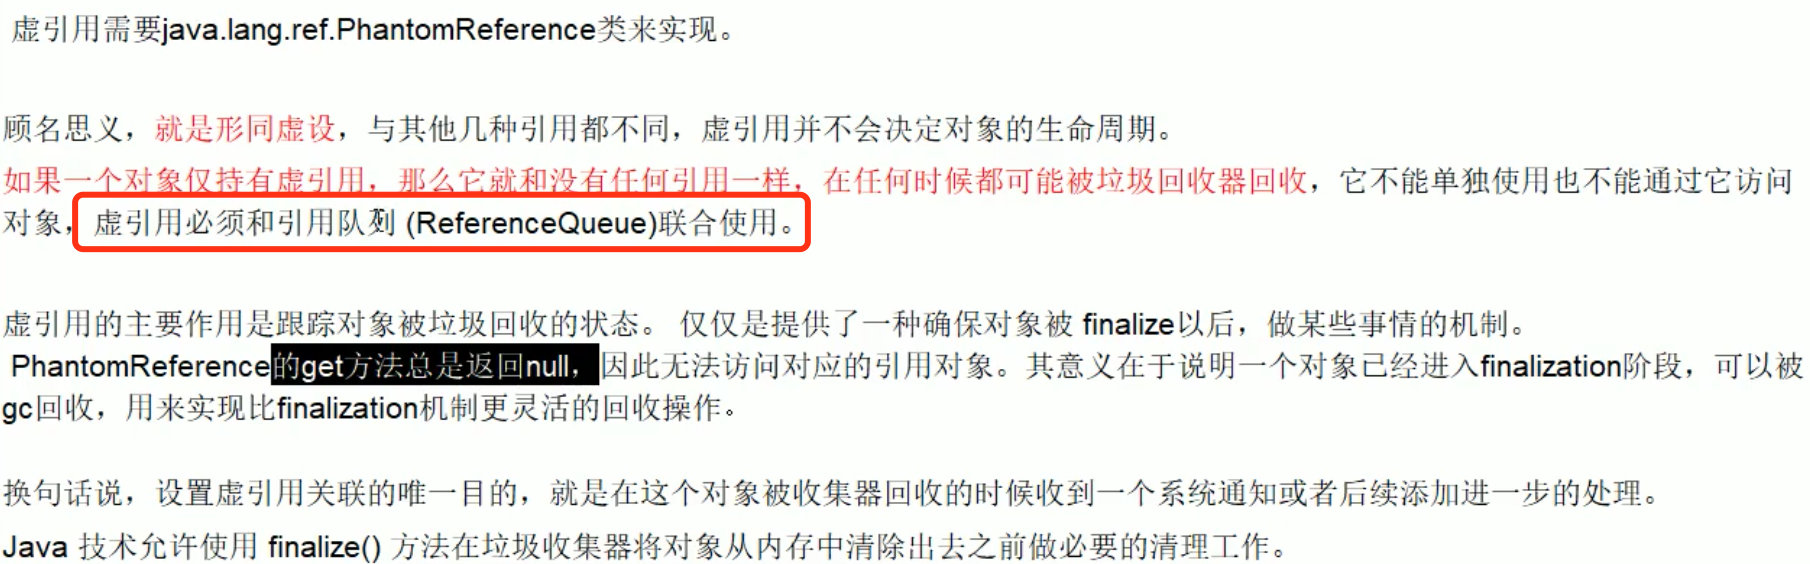 虚引用需要java.lang.ref.PhantomReference类来实现。
顾名思义，就是形同虚设，与其他几种引用都不同，虚引用并不会决定对象的生命周期。
如果一个对象仅持有虚引用，那么它就和没有任何引用一样，在任何时候都可能被垃圾回收器回收，它不能单独使用也不能通过它访问
对象，虚引用必须和引用队列 (ReferenceQueue)联合使用。
虚引用的主要作用是跟踪对象被垃圾回收的状态。 仅仅是提供了一种确保对象被 finalize以后，做某些事情的机制。
PhantomReference的get方法总是返回null，因此无法访问对应的引用对象。其意义在于说明一个对象已经进入finalization阶段，可以被
gc回收，用来实现比finalization机制更灵活的回收操作。
换句话说，设置虚引用关联的唯一目的，就是在这个对象被收集器回收的时候收到一个系统通知或者后续添加进一步的处理。
Java 技术允许使用 finalize() 方法在垃圾收集器将对象从内存中清除出去之前做必要的清理工作。